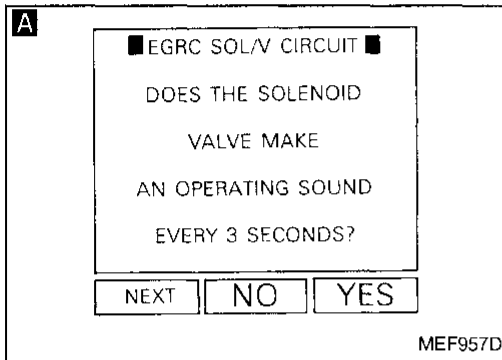 A
■EGRC SOL/V CIRCUIT■
DOES THE SOLENOID
VALVE MAKE
AN OPERATING SOUND
EVERY 3 SECONDS?
NEXT NO YES
MEF957D